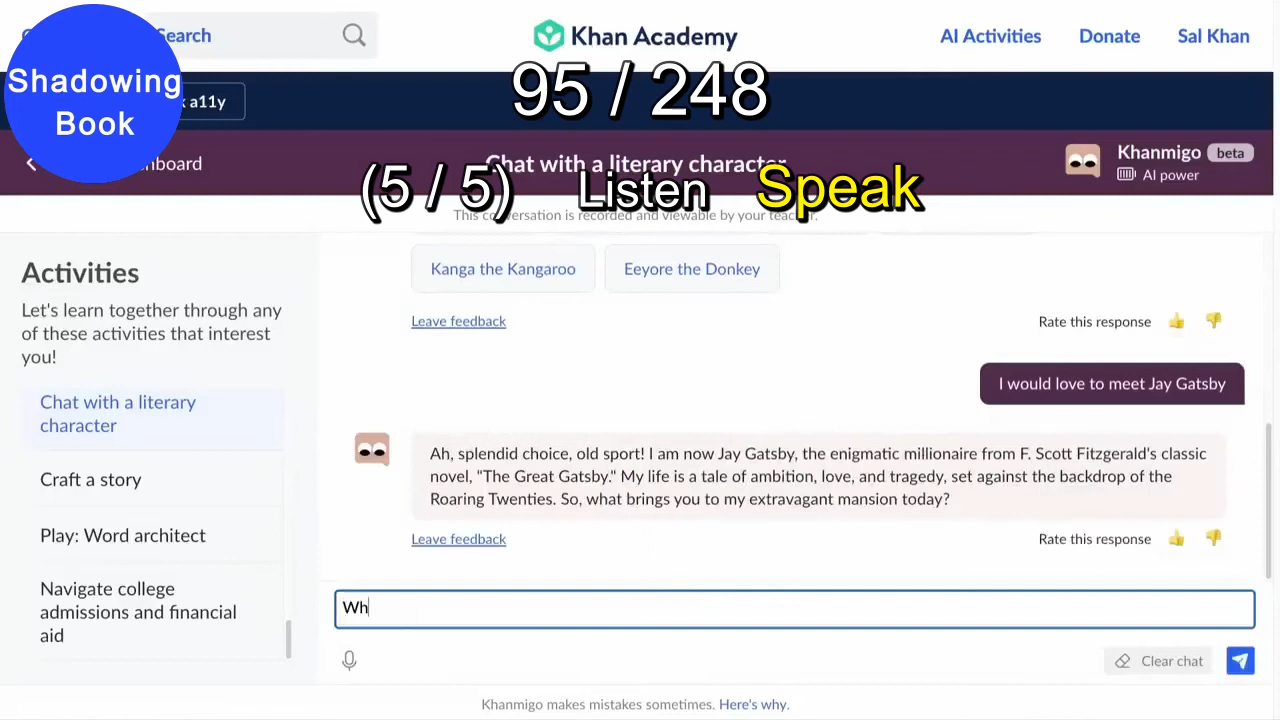 Search
Khan Academy
AI Activities
Donate
Sal Khan
Shadowing
Book
95 / 248
a11y
Chat with a literary character
Khanmigo beta
AI power
(5 / 5) Listen Speak
This conversation is recorded and viewable by your teacher.
Activities
Let's learn together through any
of these activities that interest
you!
Chat with a literary
character
Craft a story
Play: Word architect
Navigate college
admissions and financial
aid
Kanga the Kangaroo
Eeyore the Donkey
Leave feedback
Rate this response
I would love to meet Jay Gatsby
Ah, splendid choice, old sport! I am now Jay Gatsby, the enigmatic millionaire from F. Scott Fitzgerald's classic
novel, "The Great Gatsby." My life is a tale of ambition, love, and tragedy, set against the backdrop of the
Roaring Twenties. So, what brings you to my extravagant mansion today?
Leave feedback
Rate this response
Wh
Clear chat
Khanmigo makes mistakes sometimes. Here's why.